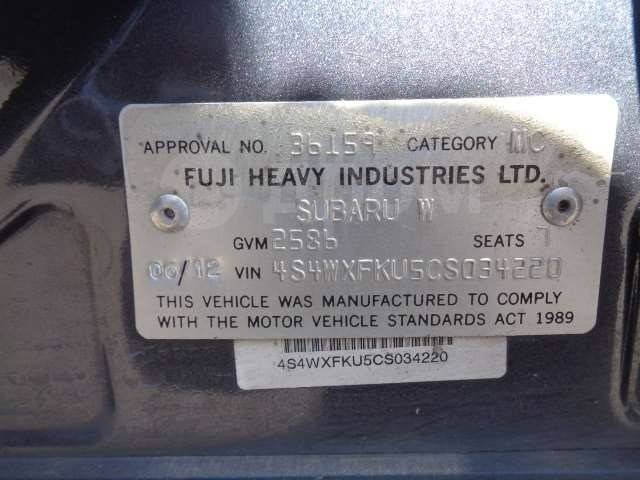 APPROVAL NO. 36159 CATEGORY MC
FUJI HEAVY INDUSTRIES LTD.
SUBARU W
GVM 2586 SEATS 7
06/12 VIN 4S4WXFKU5CS034220
THIS VEHICLE WAS MANUFACTURED TO COMPLY
WITH THE MOTOR VEHICLE STANDARDS ACT 1989
4S4WXFKU5CS034220